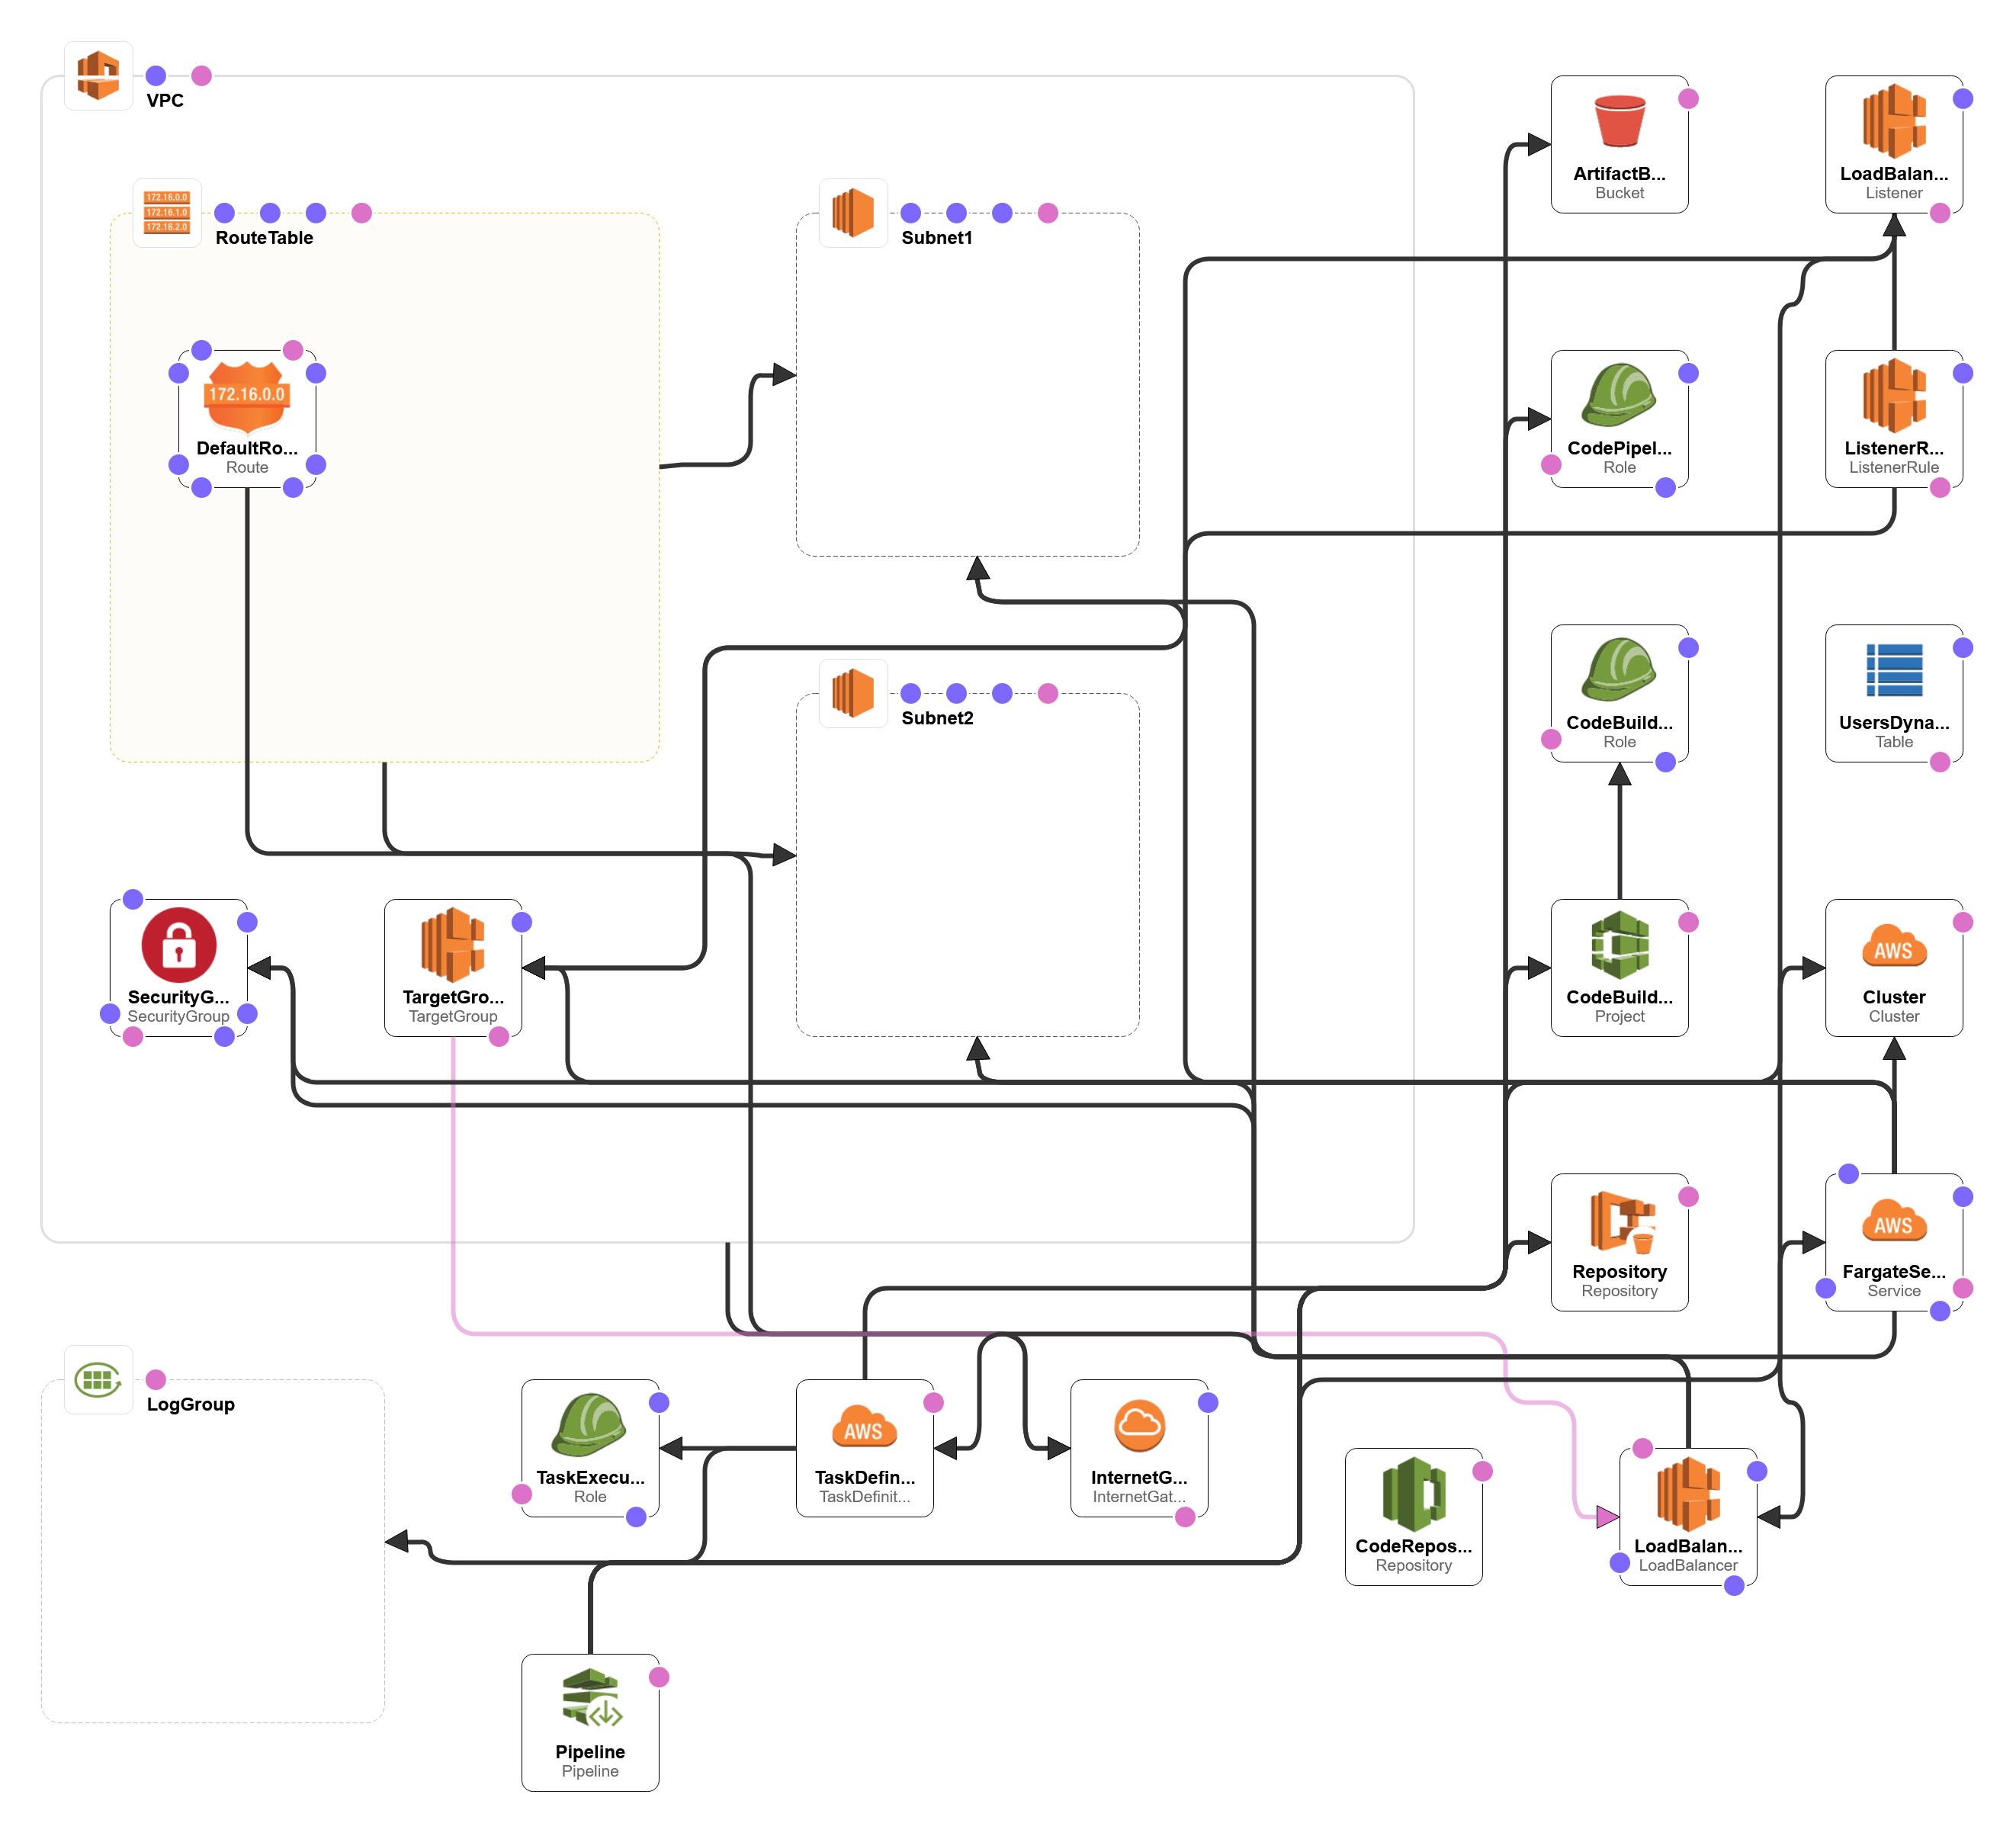 VPC
ArtifactB...
Bucket
LoadBalan...
Listener
172.16.0.0
172.16.1.0
172.16.2.0
RouteTable
Subnet1
172.16.0.0
DefaultRo...
Route
CodePipel...
Role
ListenerR...
ListenerRule
Subnet2
CodeBuild...
Role
UsersDyna...
Table
SecurityG...
SecurityGroup
TargetGro...
TargetGroup
CodeBuild...
Project
AWS
Cluster
Cluster
Repository
Repository
AWS
FargateSe...
Service
LogGroup
TaskExecu...
Role
AWS
TaskDefin...
TaskDefinit...
InternetG...
InternetGat...
CodeRepos...
Repository
LoadBalan...
LoadBalancer
Pipeline
Pipeline